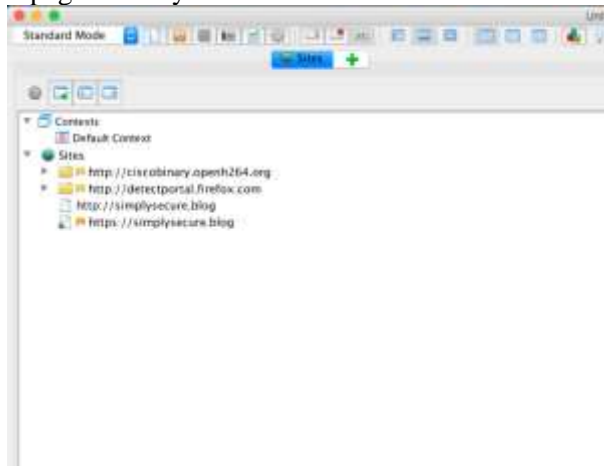 Standard Mode
Sites
Contexts
Default Context
Sites
http://ciscobinary.openh264.org
http://detectportal.firefox.com
http://simplysecure.blog
https://simplysecure.blog